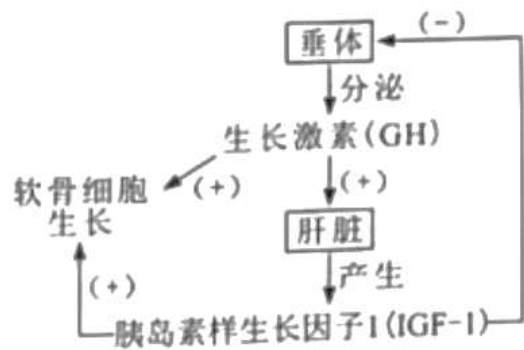 (-)
垂体
分泌
生长激素(GH)
(+)
(+)
软骨细胞
生长
肝脏
产生
(+)
胰岛素样生长因子1(IGF-1)